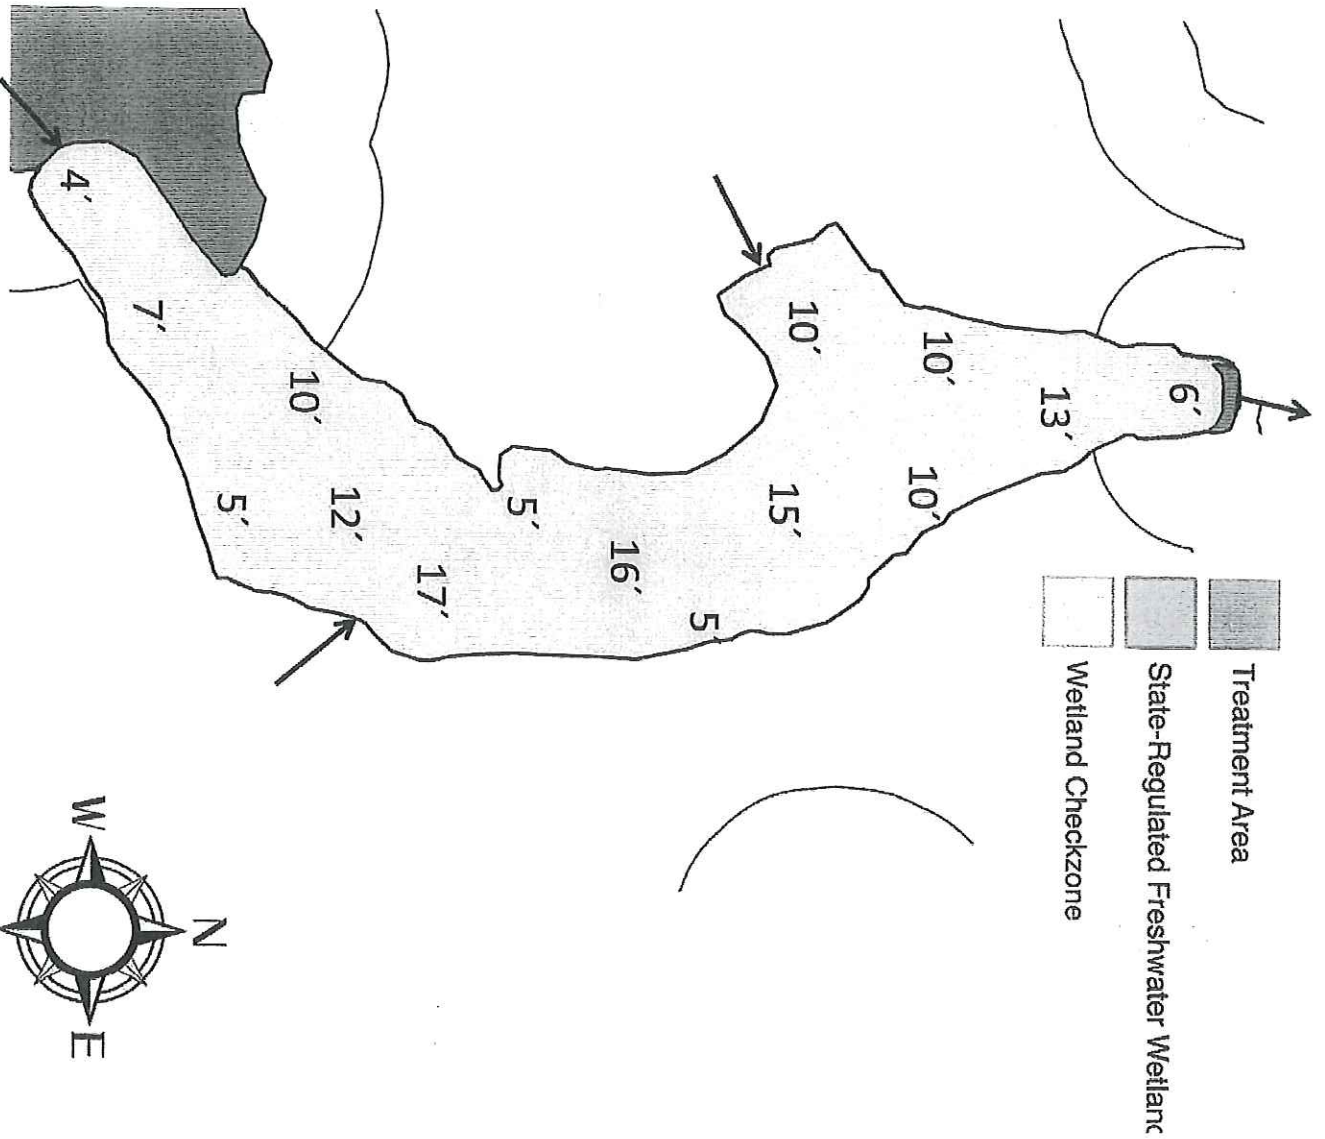 Treatment Area
State-Regulated Freshwater Wetland
Wetland Checkzone
6'
13'
10'
10'
10'
15'
5'
16'
5'
17'
12'
10'
5'
7'
4'
N
W
E